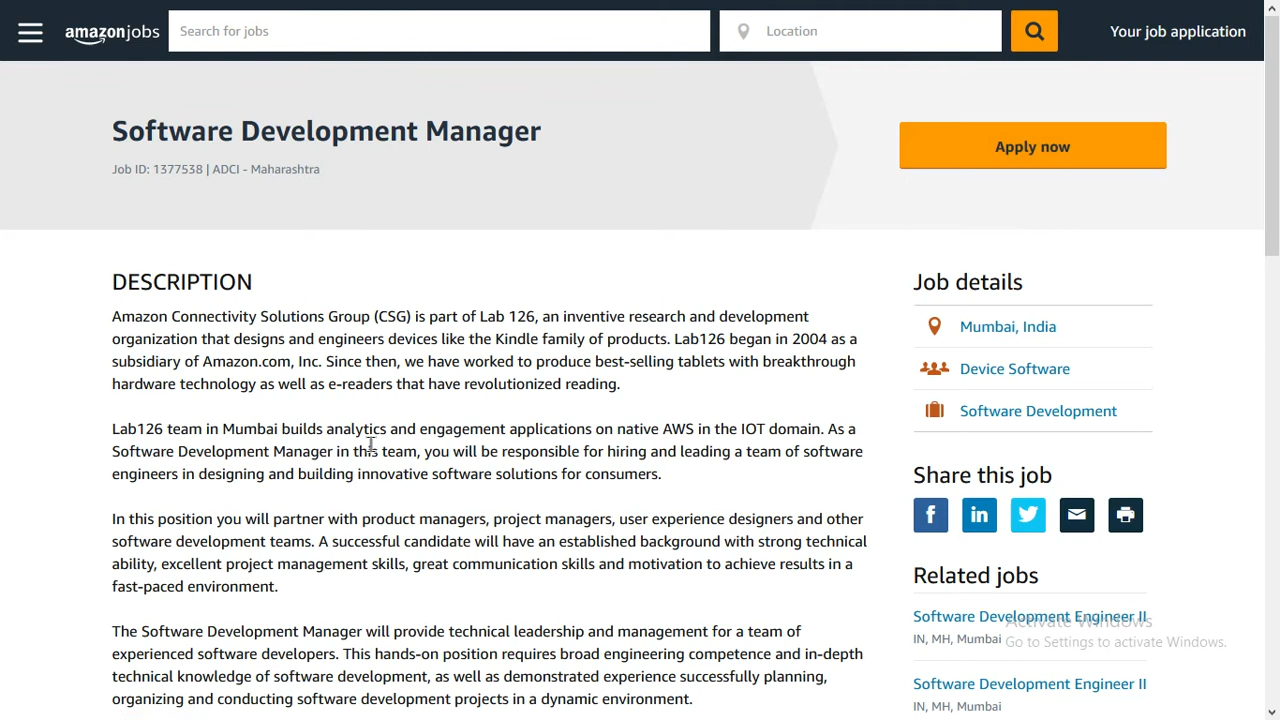 amazonjobs
Search for jobs
Location
Your job application
Software Development Manager
Job ID: 1377538 | ADCI - Maharashtra
Apply now
DESCRIPTION
Amazon Connectivity Solutions Group (CSG) is part of Lab 126, an inventive research and development
organization that designs and engineers devices like the Kindle family of products. Lab126 began in 2004 as a
subsidiary of Amazon.com, Inc. Since then, we have worked to produce best-selling tablets with breakthrough
hardware technology as well as e-readers that have revolutionized reading.
Lab126 team in Mumbai builds analytics and engagement applications on native AWS in the IOT domain. As a
Software Development Manager in this team, you will be responsible for hiring and leading a team of software
engineers in designing and building innovative software solutions for consumers.
In this position you will partner with product managers, project managers, user experience designers and other
software development teams. A successful candidate will have an established background with strong technical
ability, excellent project management skills, great communication skills and motivation to achieve results in a
fast-paced environment.
The Software Development Manager will provide technical leadership and management for a team of
experienced software developers. This hands-on position requires broad engineering competence and in-depth
technical knowledge of software development, as well as demonstrated experience successfully planning,
organizing and conducting software development projects in a dynamic environment.
Job details
Mumbai, India
Device Software
Software Development
Share this job
Related jobs
Software Development Engineer II
IN, MH, Mumbai
Software Development Engineer II
IN, MH, Mumbai
Activate Windows
Go to Settings to activate Windows.